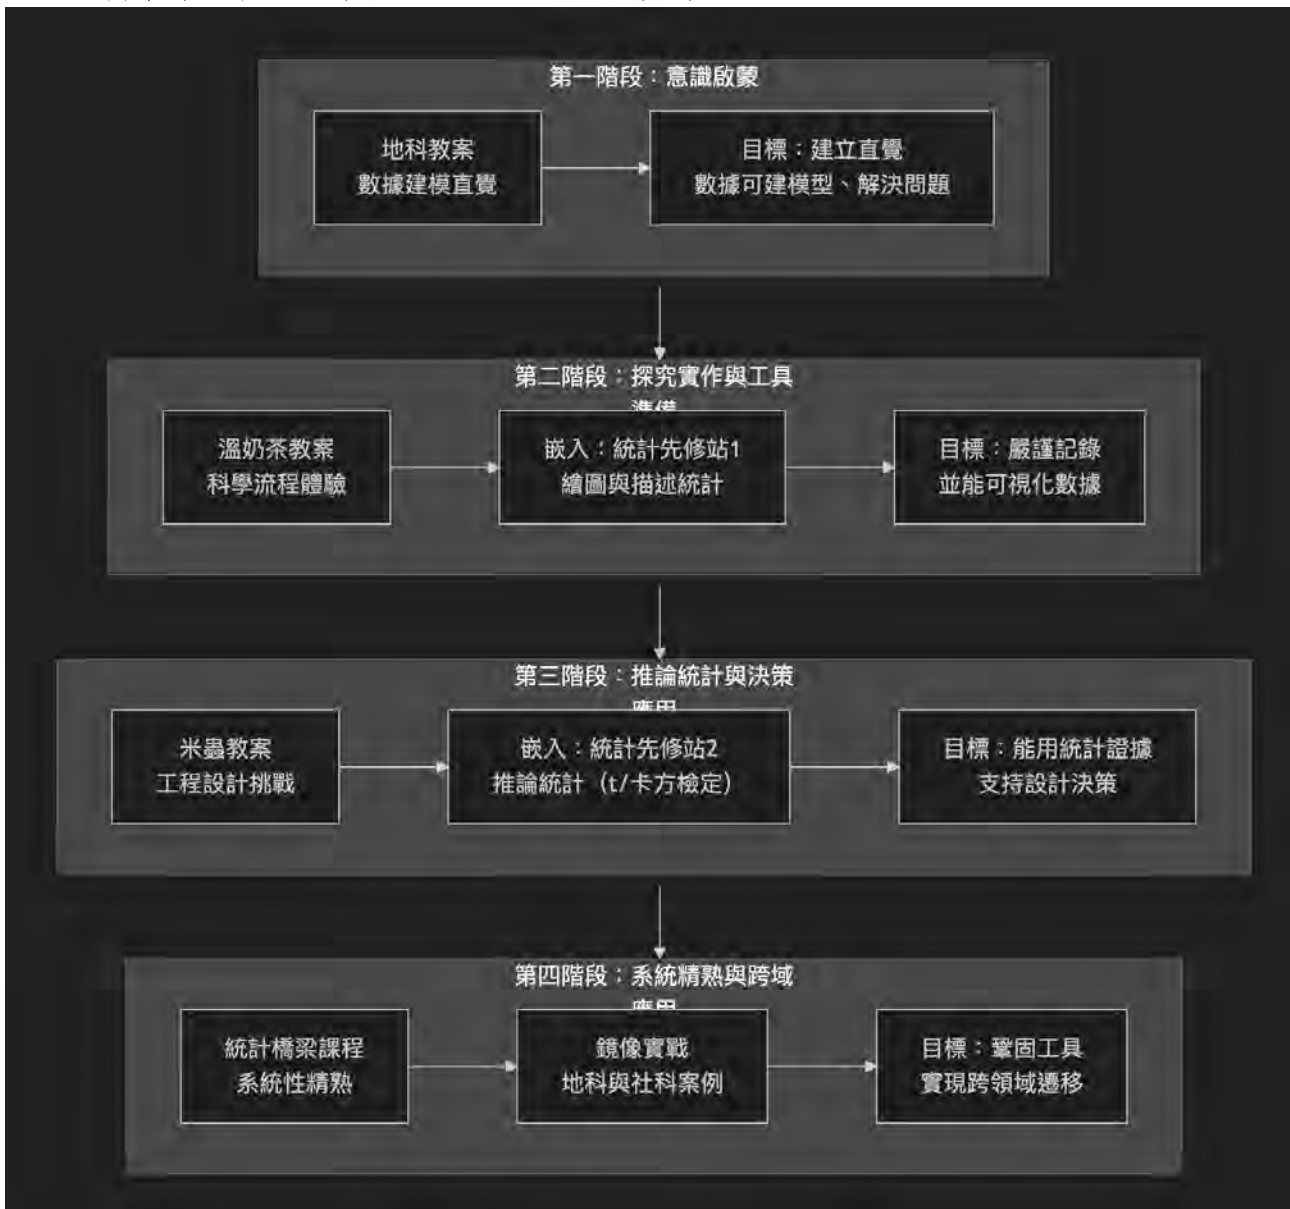 第一階段：意識啟蒙
地科教案
數據建模直覺
目標：建立直覺
數據可建模型、解決問題
第二階段：探究實作與工具
準備
溫奶茶教案
科學流程體驗
嵌入：統計先修站1
繪圖與描述統計
目標：嚴謹記錄
並能可視化數據
第三階段：推論統計與決策
應用
米蟲教案
工程設計挑戰
嵌入：統計先修站2
推論統計（t/卡方檢定）
目標：能用統計證據
支持設計決策
第四階段：系統精熟與跨域
應用
統計橋梁課程
系統性精熟
鏡像實戰
地科與社科案例
目標：鞏固工具
實現跨領域遷移